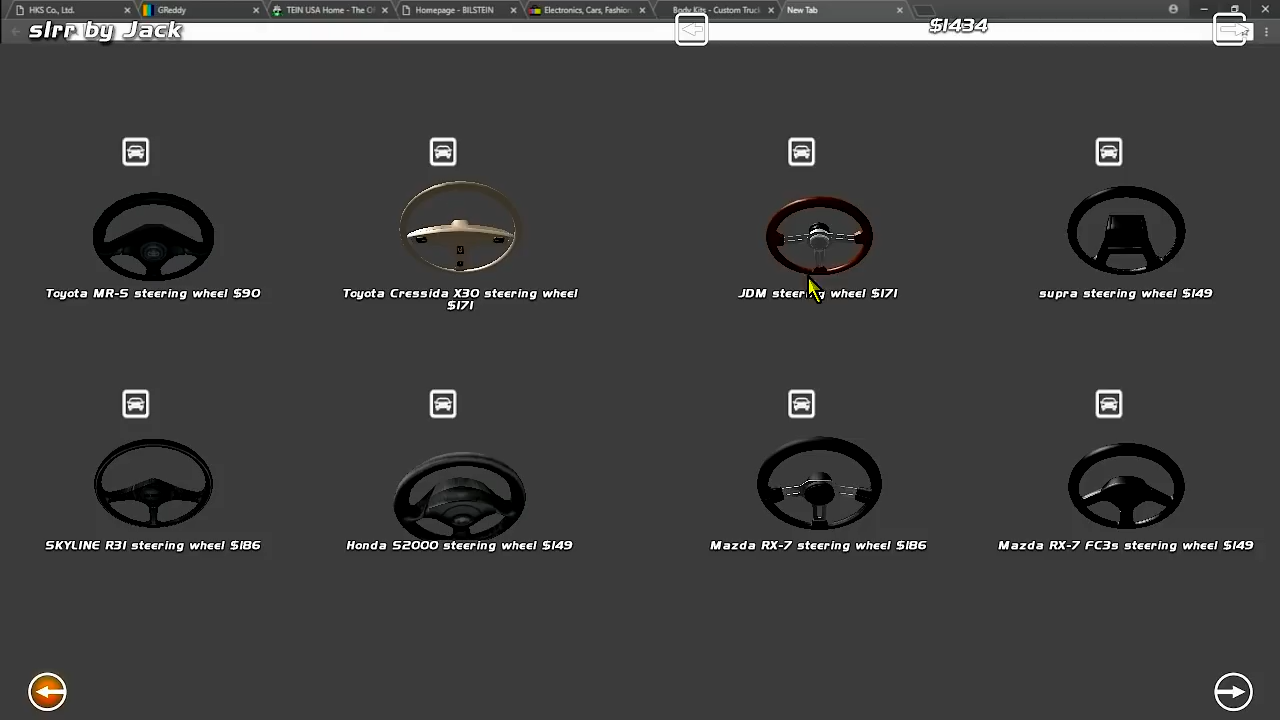 HKS Co., Ltd.
GReddy
TEIN USA Home - The Of
Homepage - BILSTEIN
Electronics, Cars, Fashion
Body Kits - Custom Truck
New Tab
slrr by Jack
$1434
Toyota MR-S steering wheel $90
Toyota Cressida X30 steering wheel
$171
JDM steering wheel $171
supra steering wheel $149
SKYLINE R31 steering wheel $186
Honda S2000 steering wheel $149
Mazda RX-7 steering wheel $186
Mazda RX-7 FC3s steering wheel $149